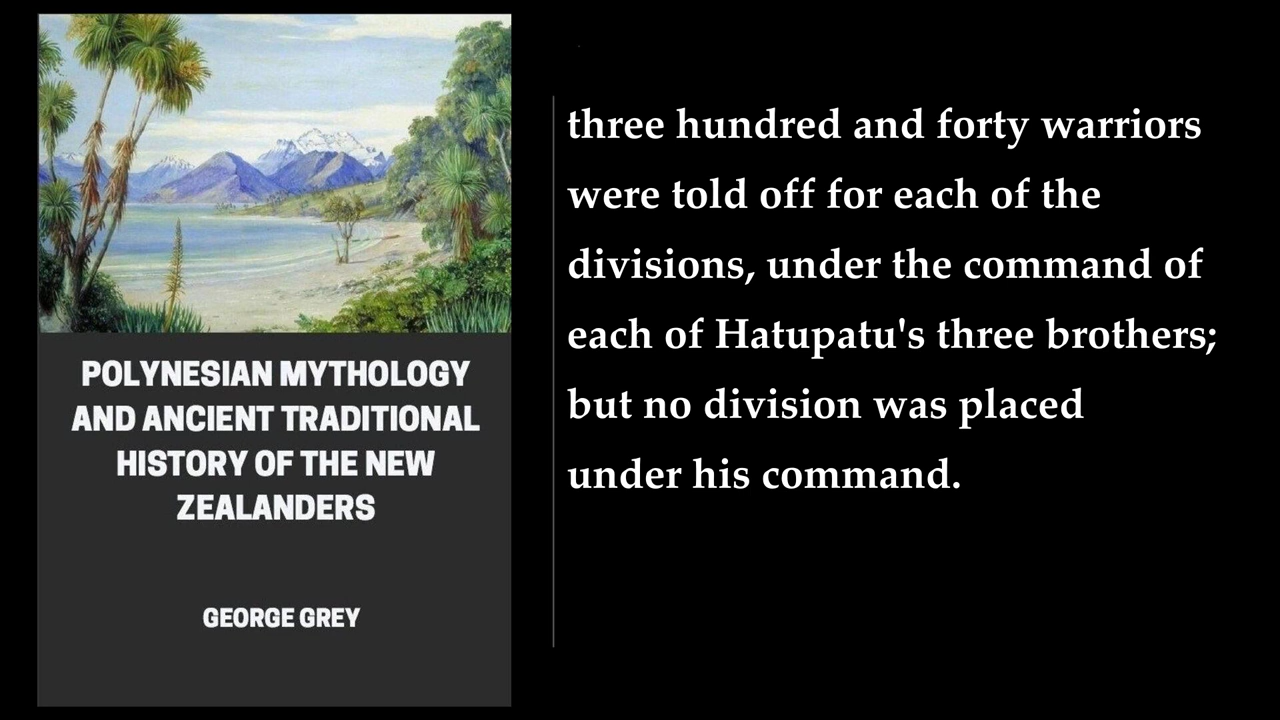 POLYNESIAN MYTHOLOGY
AND ANCIENT TRADITIONAL
HISTORY OF THE NEW
ZEALANDERS
GEORGE GREY
three hundred and forty warriors
were told off for each of the
divisions, under the command of
each of Hatupatu's three brothers;
but no division was placed
under his command.